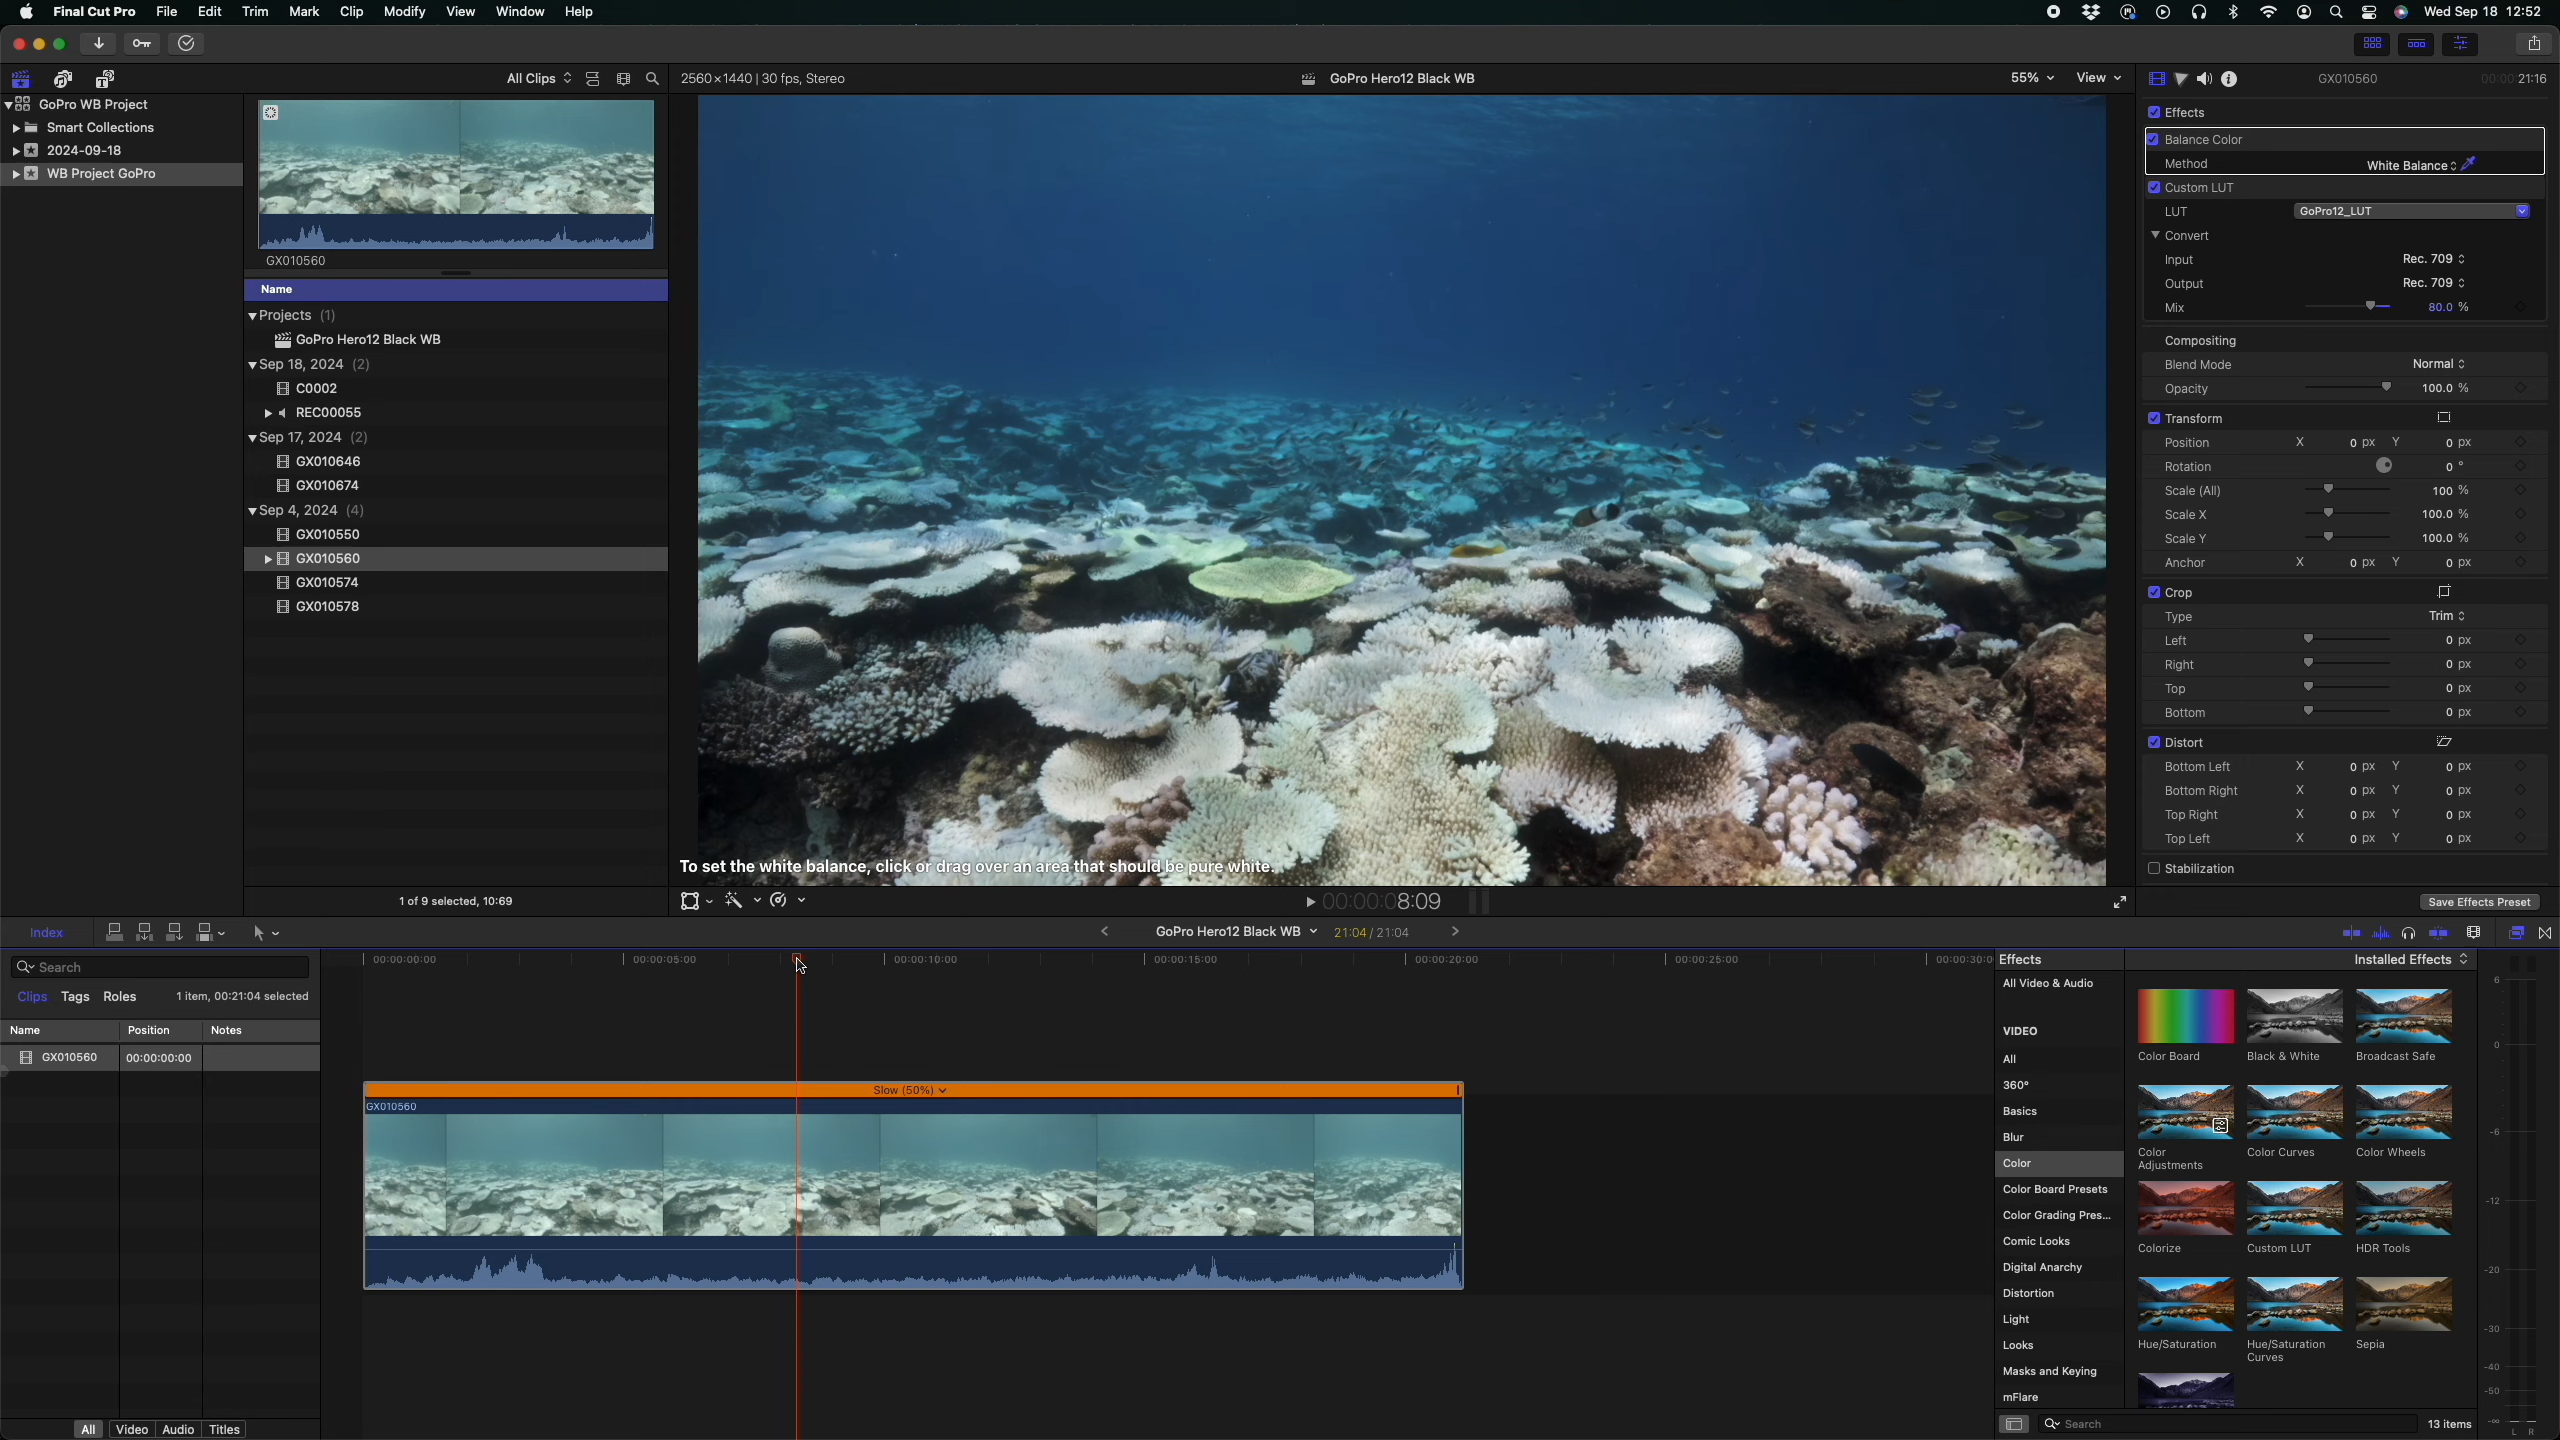 Final Cut Pro File Edit Trim Mark Clip Modify View Window Help Wed Sep 18 12:52
All Clips 2560×1440 | 30 fps, Stereo GoPro Hero12 Black WB 55% View GX010560 00:00:21:16
GoPro WB Project
Smart Collections
2024-09-18
WB Project GoPro
GX010560
Name
Projects (1)
GoPro Hero12 Black WB
Sep 18, 2024 (2)
C0002
REC00055
Sep 17, 2024 (2)
GX010646
GX010674
Sep 4, 2024 (4)
GX010550
GX010560
GX010574
GX010578
1 of 9 selected, 10:69
To set the white balance, click or drag over an area that should be pure white.
00:00:08:09
Effects
Balance Color
Method White Balance
Custom LUT
LUT GoPro12_LUT
Convert
Input Rec. 709
Output Rec. 709
Mix 80.0 %
Compositing
Blend Mode Normal
Opacity 100.0 %
Transform
Position X 0 px Y 0 px
Rotation 0 °
Scale (All) 100 %
Scale X 100.0 %
Scale Y 100.0 %
Anchor X 0 px Y 0 px
Crop
Type Trim
Left 0 px
Right 0 px
Top 0 px
Bottom 0 px
Distort
Bottom Left X 0 px Y 0 px
Bottom Right X 0 px Y 0 px
Top Right X 0 px Y 0 px
Top Left X 0 px Y 0 px
Stabilization
Save Effects Preset
Index GoPro Hero12 Black WB 21:04 / 21:04
Search
Clips Tags Roles 1 item, 00:21:04 selected
Name Position Notes
GX010560 00:00:00:00
All Video Audio Titles
00:00:00:00 00:00:05:00 00:00:10:00 00:00:15:00 00:00:20:00 00:00:25:00 00:00:30:0
Slow (50%)
GX010560
Effects Installed Effects
All Video & Audio
VIDEO
All
360°
Basics
Blur
Color
Color Board Presets
Color Grading Pres...
Comic Looks
Digital Anarchy
Distortion
Light
Looks
Masks and Keying
mFlare
Color Board Black & White Broadcast Safe
Color Adjustments Color Curves Color Wheels
Colorize Custom LUT HDR Tools
Hue/Saturation Hue/Saturation Curves Sepia
Search 13 items
6
0
-6
-12
-20
-30
-40
-50
-∞
L R